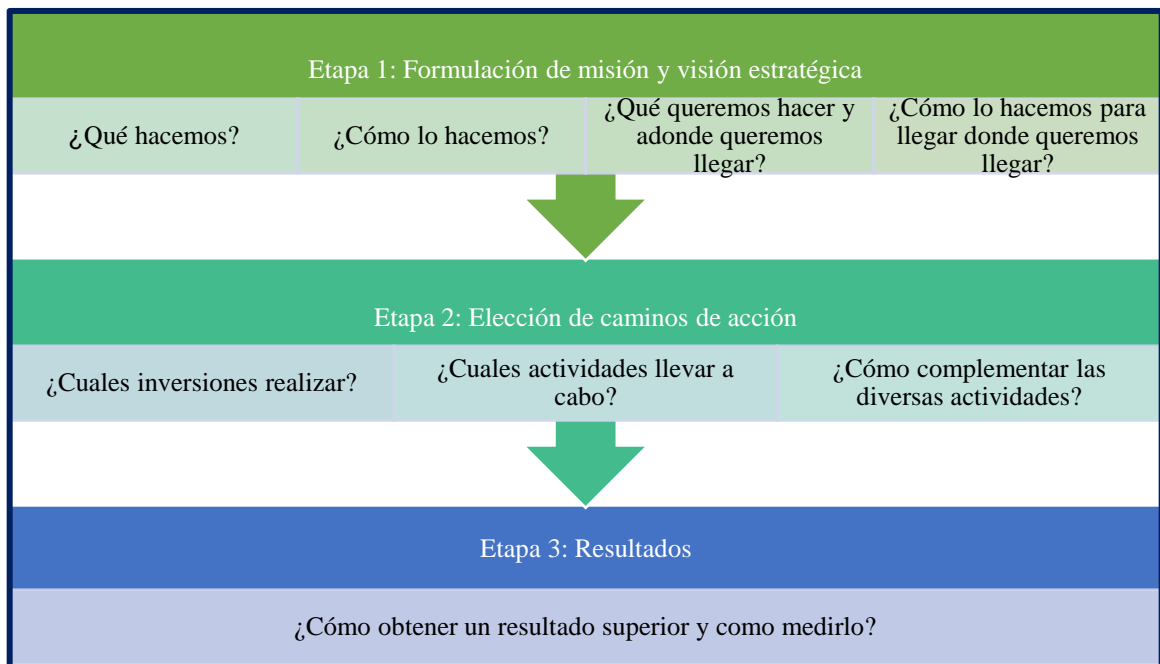 Etapa 1: Formulación de misión y visión estratégica
¿Qué hacemos?
¿Cómo lo hacemos?
¿Qué queremos hacer y
adonde queremos
llegar?
¿Cómo lo hacemos para
llegar donde queremos
llegar?
Etapa 2: Elección de caminos de acción
¿Cuales inversiones realizar?
¿Cuales actividades llevar a
cabo?
¿Cómo complementar las
diversas actividades?
Etapa 3: Resultados
¿Cómo obtener un resultado superior y como medirlo?